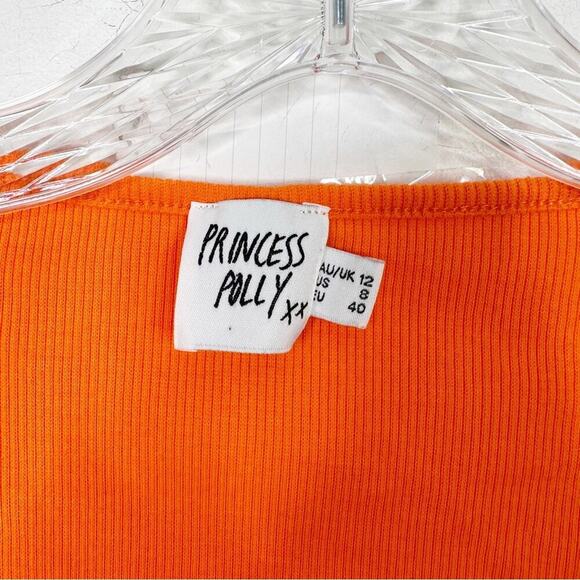 PRINCESS
POLLY
xx
AU/UK 12
US 8
EU 40